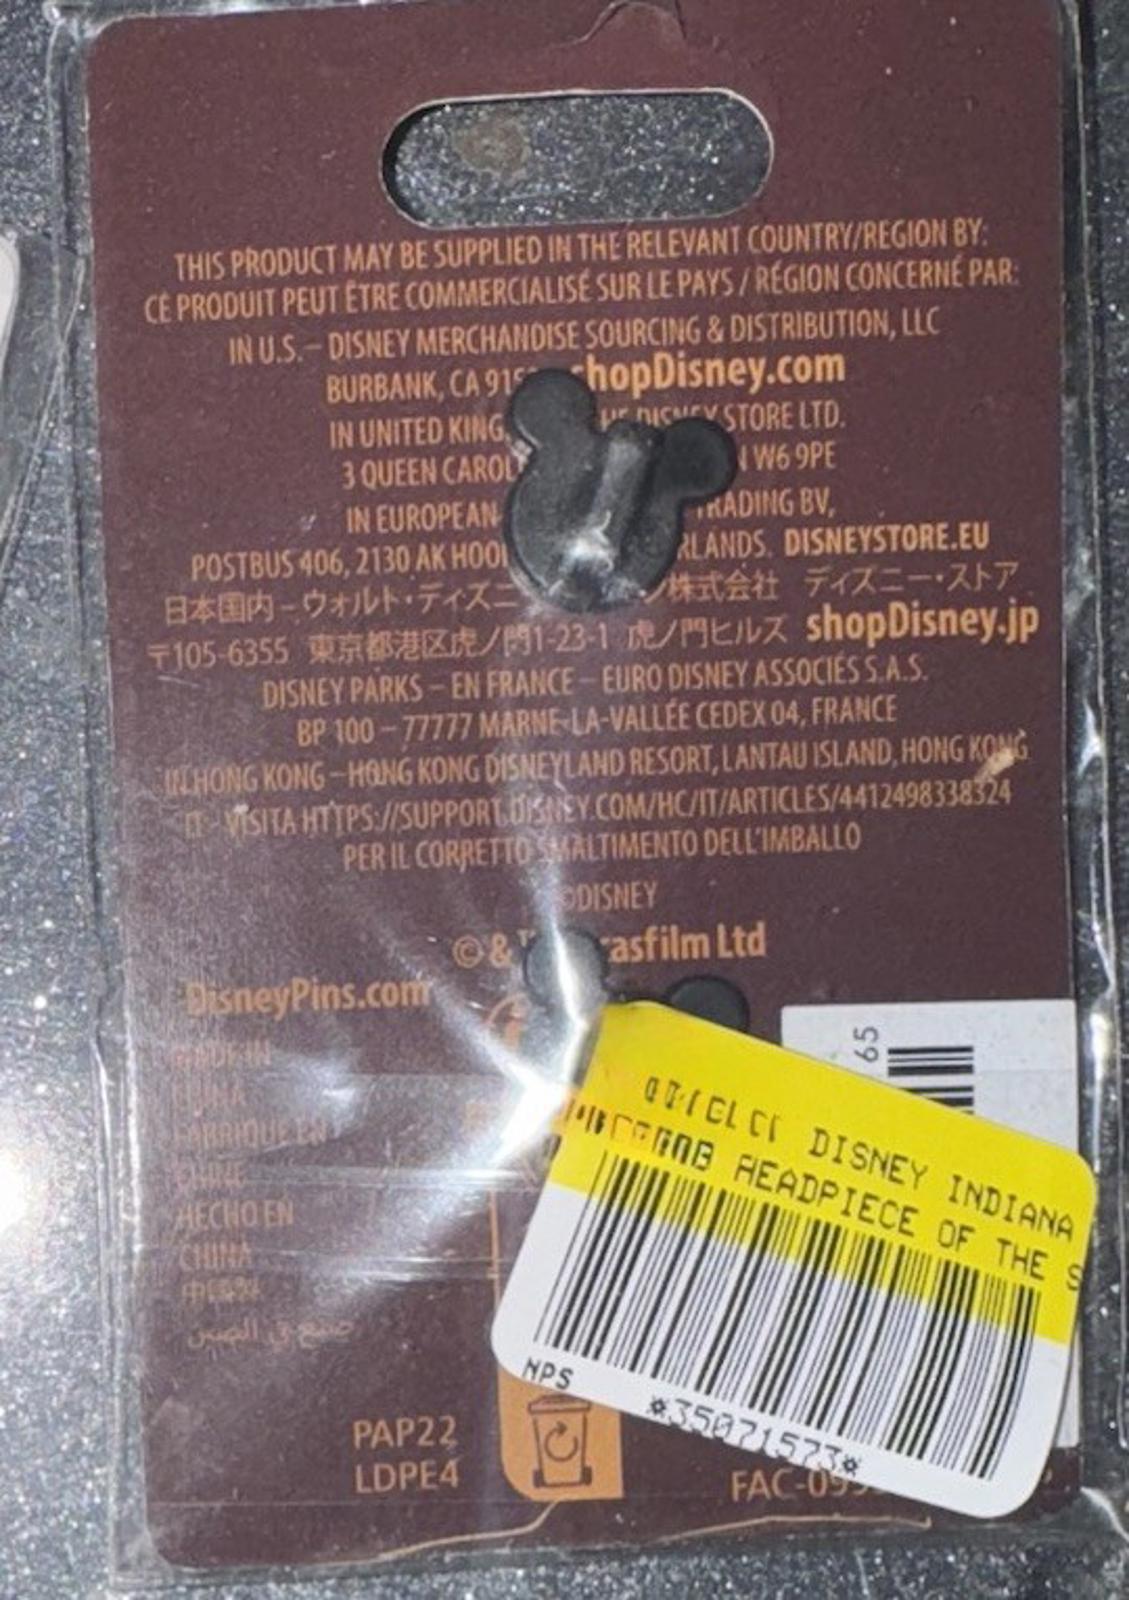 THIS PRODUCT MAY BE SUPPLIED IN THE RELEVANT COUNTRY/REGION BY:
CE PRODUIT PEUT ÊTRE COMMERCIALISÉ SUR LE PAYS / RÉGION CONCERNÉ PAR:
IN U.S. – DISNEY MERCHANDISE SOURCING & DISTRIBUTION, LLC
BURBANK, CA shopDisney.com
IN UNITED DISNEY STORE LTD.
3 QUEEN W6 9PE
IN EUROPEAN TRADING BV,
POSTBUS 406, 2130 AK DISNEYSTORE.EU
日本国内 – ウォルト・ディズニ 株式会社 ディズニー・ストア
〒105-6355 東京都港区虎ノ門1-23-1 虎ノ門ヒルズ shopDisney.jp
DISNEY PARKS – EN FRANCE – EURO DISNEY ASSOCIÉS S.A.S.
BP 100 – 77777 MARNE-LA-VALLÉE CEDEX 04, FRANCE
IN HONG KONG – HONG KONG DISNEYLAND RESORT, LANTAU ISLAND, HONG KONG
IT - VISITA HTTPS://SUPPORT.DISNEY.COM/HC/IT/ARTICLES/4412498338324
PER IL CORRETTO SMALTIMENTO DELL'IMBALLO
©DISNEY
© & ™ Lucasfilm Ltd
DisneyPins.com
HECHO EN
CHINA
صنع في الصين
PAP22
LDPE4
65
DISNEY INDIANA
HEADPIECE OF THE S
NPS
*35071573*